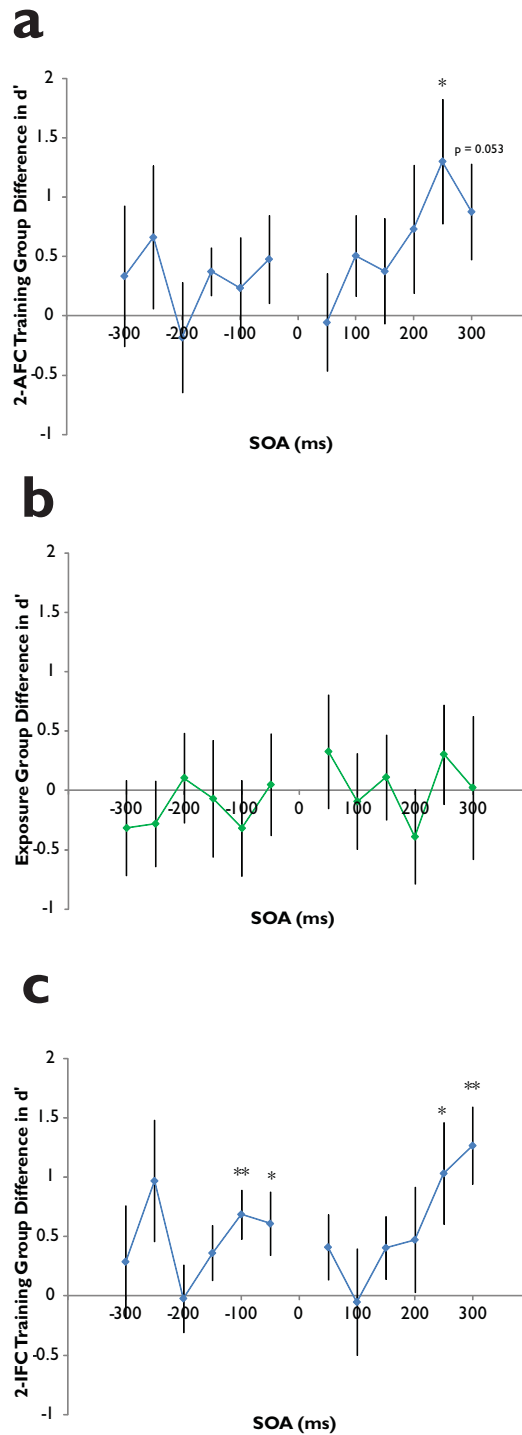 a
2-AFC Training Group Difference in d'
2
1.5
1
0.5
0
-0.5
-1
*
p = 0.053
-300 -200 -100 0 100 200 300
SOA (ms)
b
Exposure Group Difference in d'
2
1.5
1
0.5
0
-0.5
-1
-300 -200 -100 0 100 200 300
SOA (ms)
c
2-IFC Training Group Difference in d'
2
1.5
1
0.5
0
-0.5
-1
** * * **
-300 -200 -100 0 100 200 300
SOA (ms)